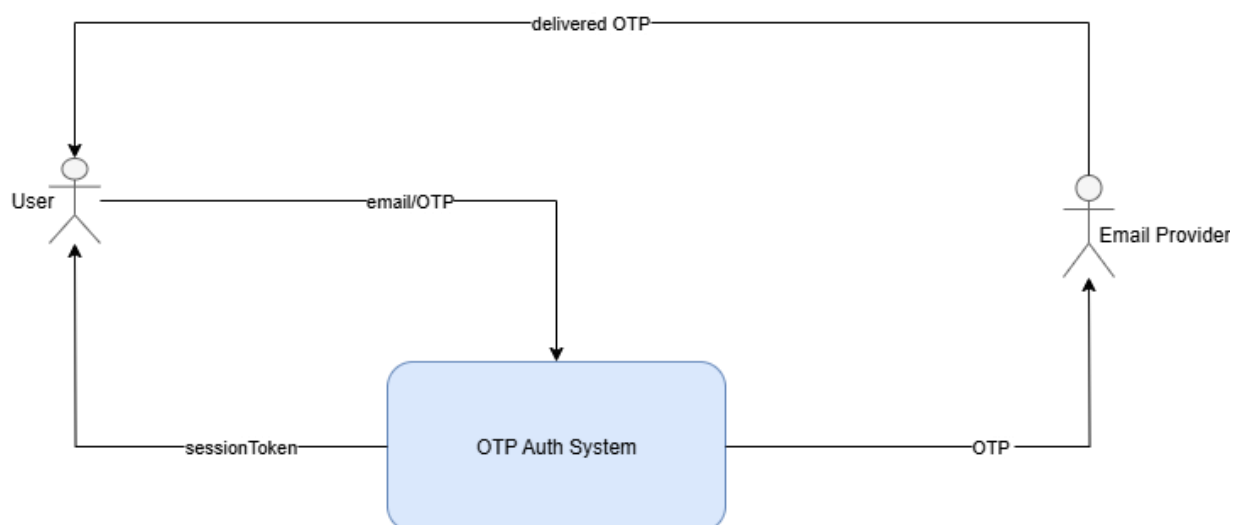 delivered OTP
User
email/OTP
Email Provider
sessionToken
OTP Auth System
OTP